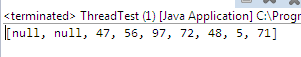 <terminated> ThreadTest (1) [Java Application] C:\Progr
[null, null, 47, 56, 97, 72, 48, 5, 71]